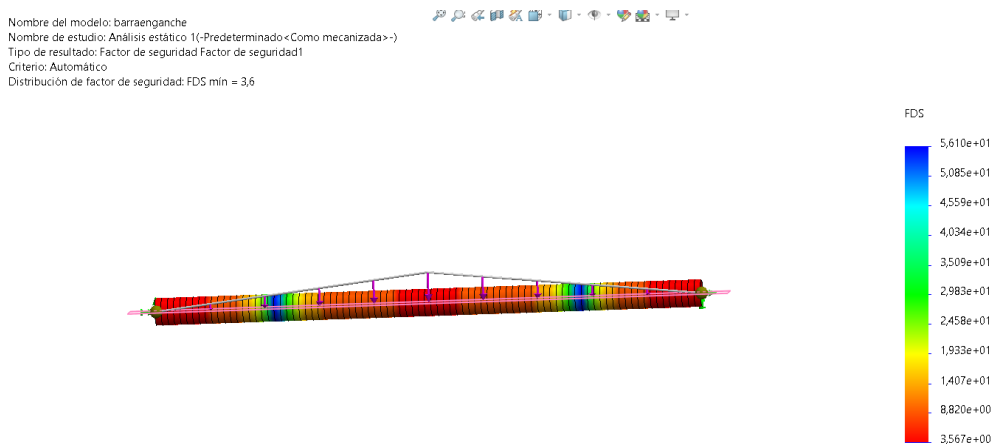 Nombre del modelo: barraenganche
Nombre de estudio: Análisis estático 1(-Predeterminado<Como mecanizada>-)
Tipo de resultado: Factor de seguridad Factor de seguridad1
Criterio: Automático
Distribución de factor de seguridad: FDS mín = 3,6
FDS
5,610e+01
5,085e+01
4,559e+01
4,034e+01
3,509e+01
2,983e+01
2,458e+01
1,933e+01
1,407e+01
8,820e+00
3,567e+00